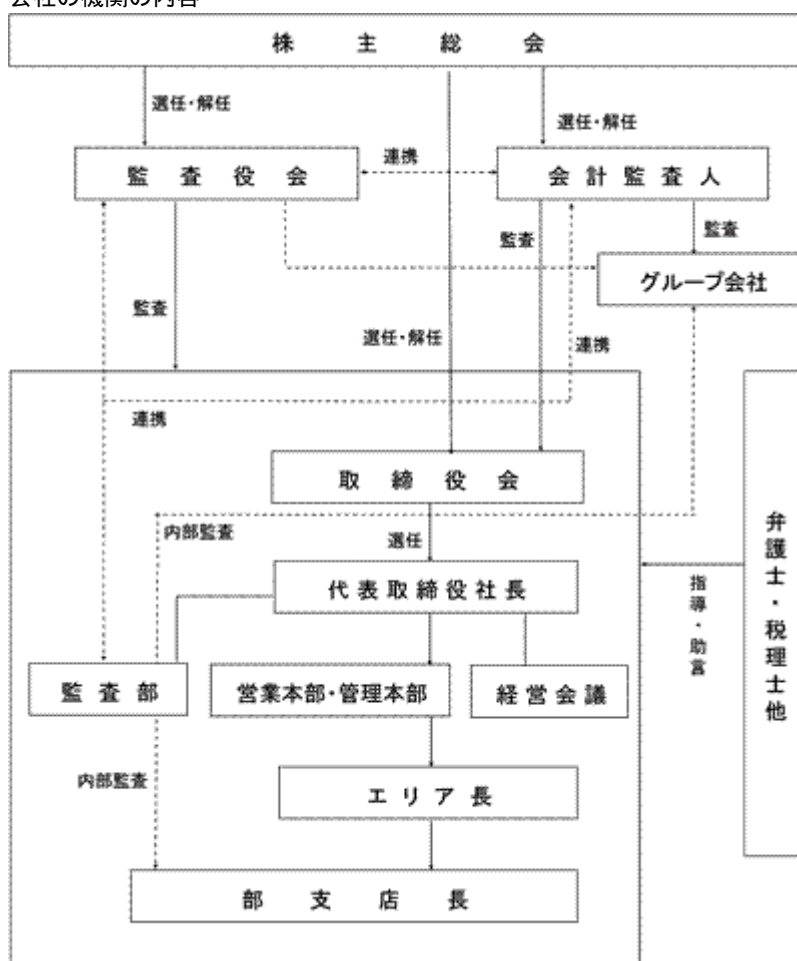 会社の機関の内容
株主総会
選任・解任
選任・解任
監査役会
連携
会計監査人
監査
監査
グループ会社
監査
選任・解任
連携
連携
取締役会
内部監査
選任
代表取締役社長
指導・助言
弁護士・税理士他
監査部
営業本部・管理本部
経営会議
内部監査
エリア長
部支店長